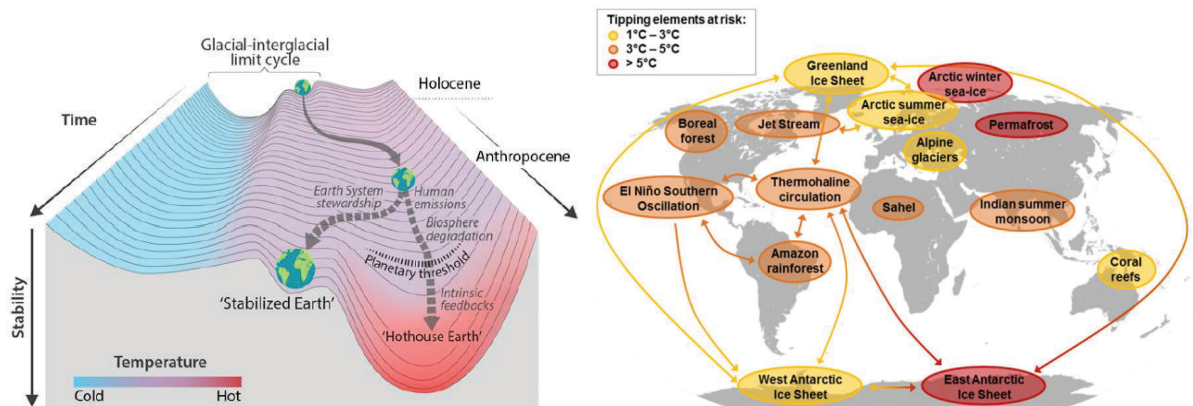 Glacial-interglacial
limit cycle
Holocene
Time
Anthropocene
Earth System
stewardship
Human
emissions
Biosphere
degradation
Planetary threshold
'Stabilized Earth'
Intrinsic
feedbacks
'Hothouse Earth'
Stability
Temperature
Cold
Hot
Tipping elements at risk:
1°C – 3°C
3°C – 5°C
> 5°C
Greenland
Ice Sheet
Arctic winter
sea-ice
Arctic summer
sea-ice
Boreal
forest
Jet Stream
Permafrost
Alpine
glaciers
El Niño Southern
Oscillation
Thermohaline
circulation
Sahel
Indian summer
monsoon
Amazon
rainforest
Coral
reefs
West Antarctic
Ice Sheet
East Antarctic
Ice Sheet